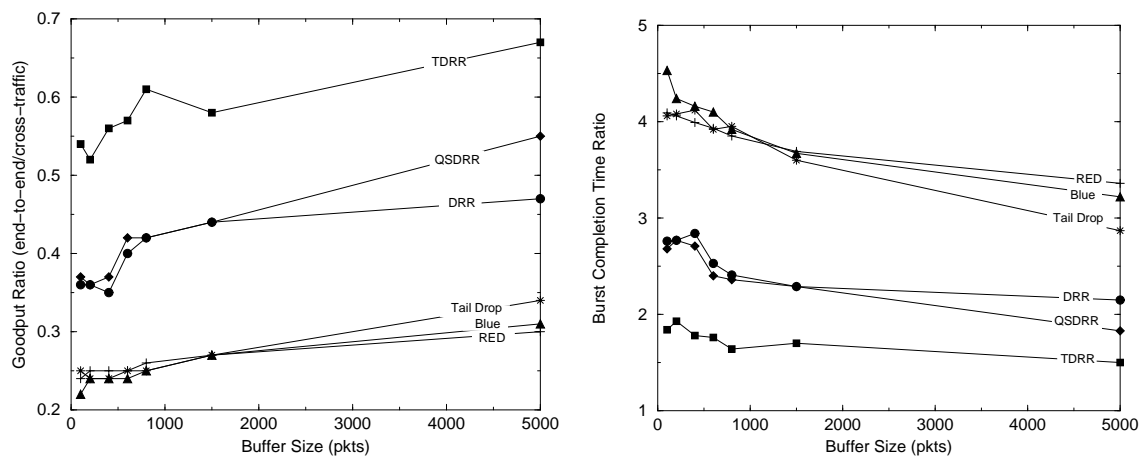 0.7
0.6
0.5
0.4
0.3
0.2
Goodput Ratio (end−to−end/cross−traffic)
TDRR
QSDRR
DRR
Tail Drop
Blue
RED
0 1000 2000 3000 4000 5000
Buffer Size (pkts)
5
4
3
2
1
Burst Completion Time Ratio
RED
Blue
Tail Drop
DRR
QSDRR
TDRR
0 1000 2000 3000 4000 5000
Buffer Size (pkts)